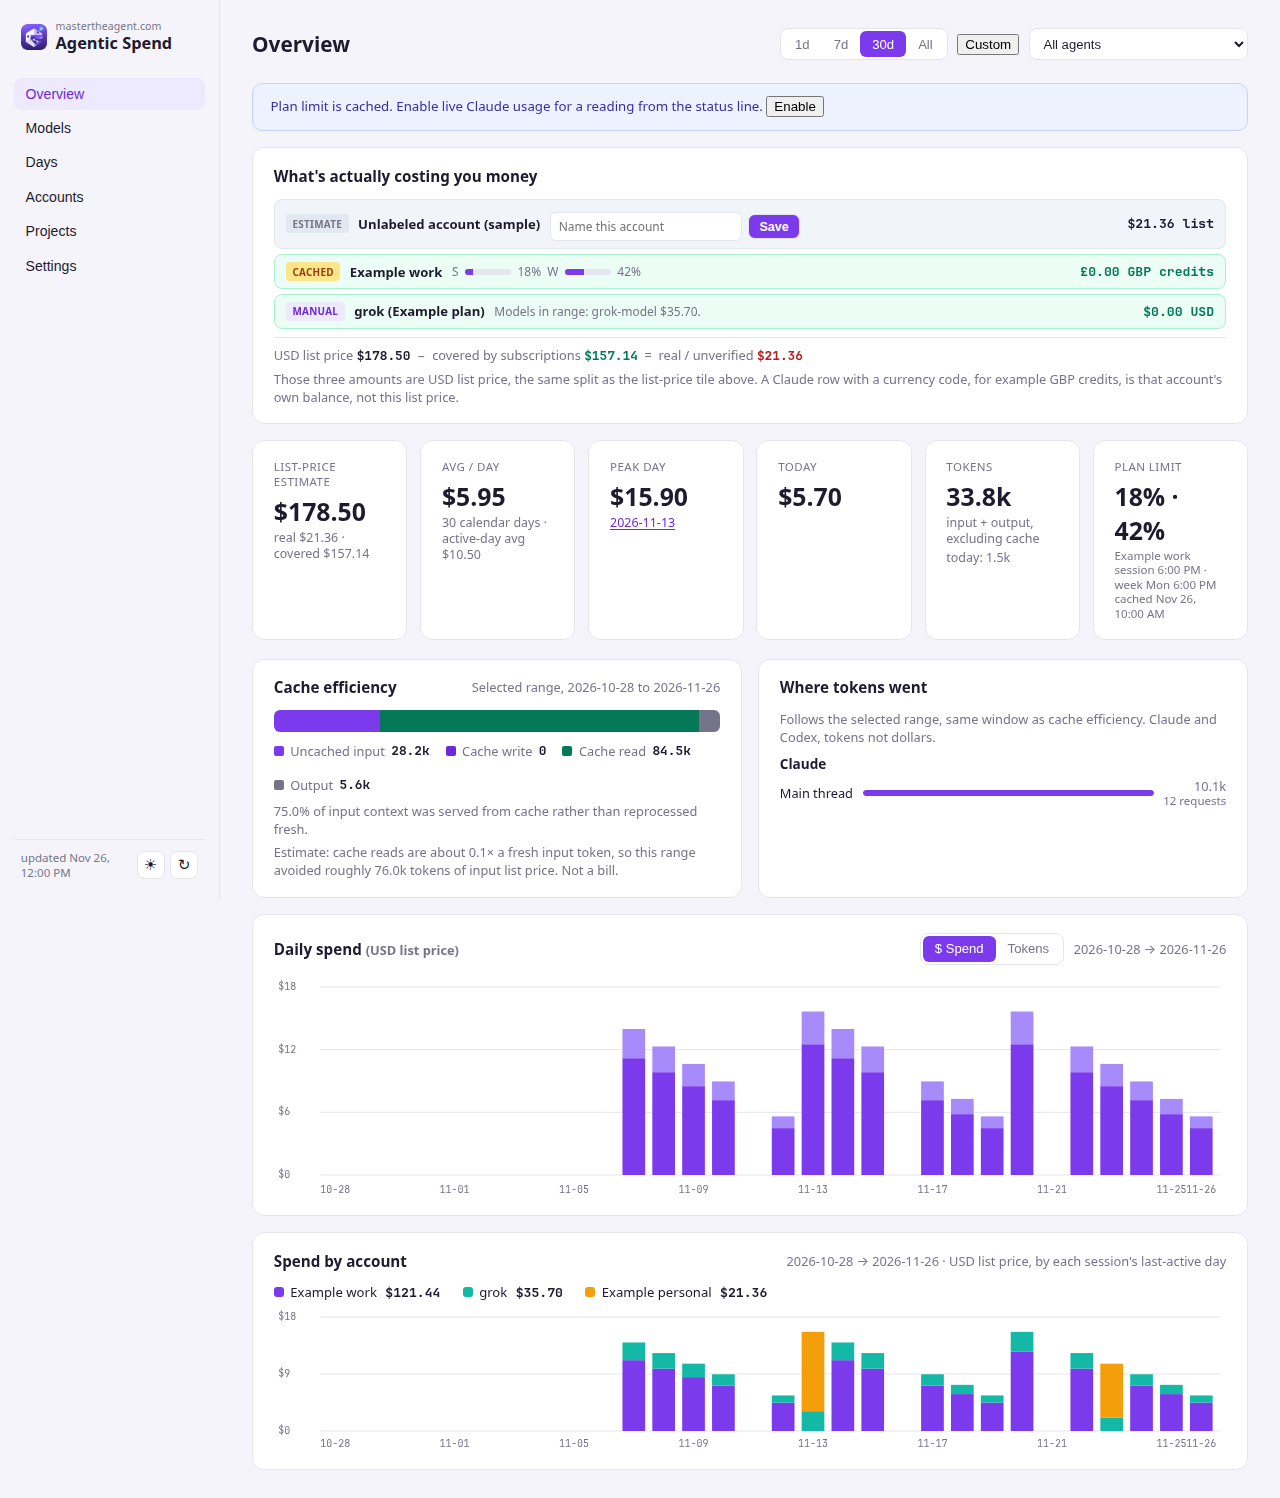 mastertheagent.com
Agentic Spend
Overview
Models
Days
Accounts
Projects
Settings
updated Nov 26,
12:00 PM
☀ ↻
Overview
1d 7d 30d All Custom All agents
Plan limit is cached. Enable live Claude usage for a reading from the status line. Enable
What's actually costing you money
ESTIMATE Unlabeled account (sample) Name this account Save $21.36 list
CACHED Example work S 18% W 42% £0.00 GBP credits
MANUAL grok (Example plan) Models in range: grok-model $35.70. $0.00 USD
USD list price $178.50 − covered by subscriptions $157.14 = real / unverified $21.36
Those three amounts are USD list price, the same split as the list-price tile above. A Claude row with a currency code, for example GBP credits, is that account's
own balance, not this list price.
LIST-PRICE
ESTIMATE
$178.50
real $21.36 ·
covered $157.14
AVG / DAY
$5.95
30 calendar days ·
active-day avg
$10.50
PEAK DAY
$15.90
2026-11-13
TODAY
$5.70
TOKENS
33.8k
input + output,
excluding cache
today: 1.5k
PLAN LIMIT
18% ·
42%
Example work
session 6:00 PM ·
week Mon 6:00 PM
cached Nov 26,
10:00 AM
Cache efficiency Selected range, 2026-10-28 to 2026-11-26
Uncached input 28.2k Cache write 0 Cache read 84.5k
Output 5.6k
75.0% of input context was served from cache rather than reprocessed
fresh.
Estimate: cache reads are about 0.1× a fresh input token, so this range
avoided roughly 76.0k tokens of input list price. Not a bill.
Where tokens went
Follows the selected range, same window as cache efficiency. Claude and
Codex, tokens not dollars.
Claude
Main thread 10.1k
12 requests
Daily spend (USD list price) $ Spend Tokens 2026-10-28 → 2026-11-26
$18
$12
$6
$0
10-28 11-01 11-05 11-09 11-13 11-17 11-21 11-25 11-26
Spend by account 2026-10-28 → 2026-11-26 · USD list price, by each session's last-active day
Example work $121.44 grok $35.70 Example personal $21.36
$18
$9
$0
10-28 11-01 11-05 11-09 11-13 11-17 11-21 11-25 11-26